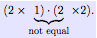 (2 × 1) · (2 × 2).
not equal